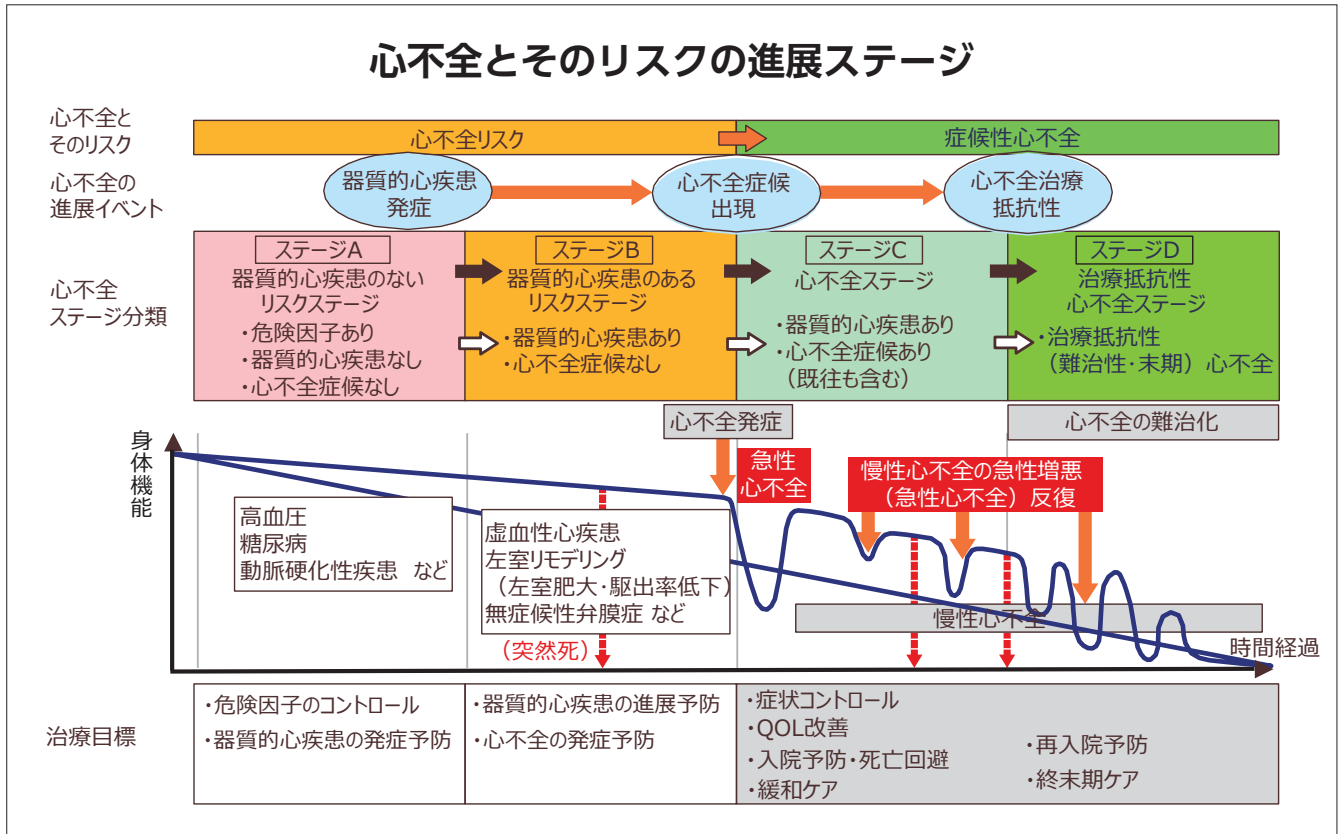 心不全とそのリスクの進展ステージ
心不全と
そのリスク
心不全リスク
症候性心不全
心不全の
進展イベント
器質的心疾患
発症
心不全症候
出現
心不全治療
抵抗性
心不全
ステージ分類
ステージA
器質的心疾患のない
リスクステージ
・危険因子あり
・器質的心疾患なし
・心不全症候なし
ステージB
器質的心疾患のある
リスクステージ
・器質的心疾患あり
・心不全症候なし
ステージC
心不全ステージ
・器質的心疾患あり
・心不全症候あり
(既往も含む)
ステージD
治療抵抗性
心不全ステージ
・治療抵抗性
(難治性・末期)心不全
心不全発症
心不全の難治化
身体機能
急性
心不全
慢性心不全の急性増悪
(急性心不全)反復
高血圧
糖尿病
動脈硬化性疾患 など
虚血性心疾患
左室リモデリング
(左室肥大・駆出率低下)
無症候性弁膜症 など
(突然死)
慢性心不全
時間経過
治療目標
・危険因子のコントロール
・器質的心疾患の発症予防
・器質的心疾患の進展予防
・心不全の発症予防
・症状コントロール
・QOL改善
・入院予防・死亡回避
・緩和ケア
・再入院予防
・終末期ケア